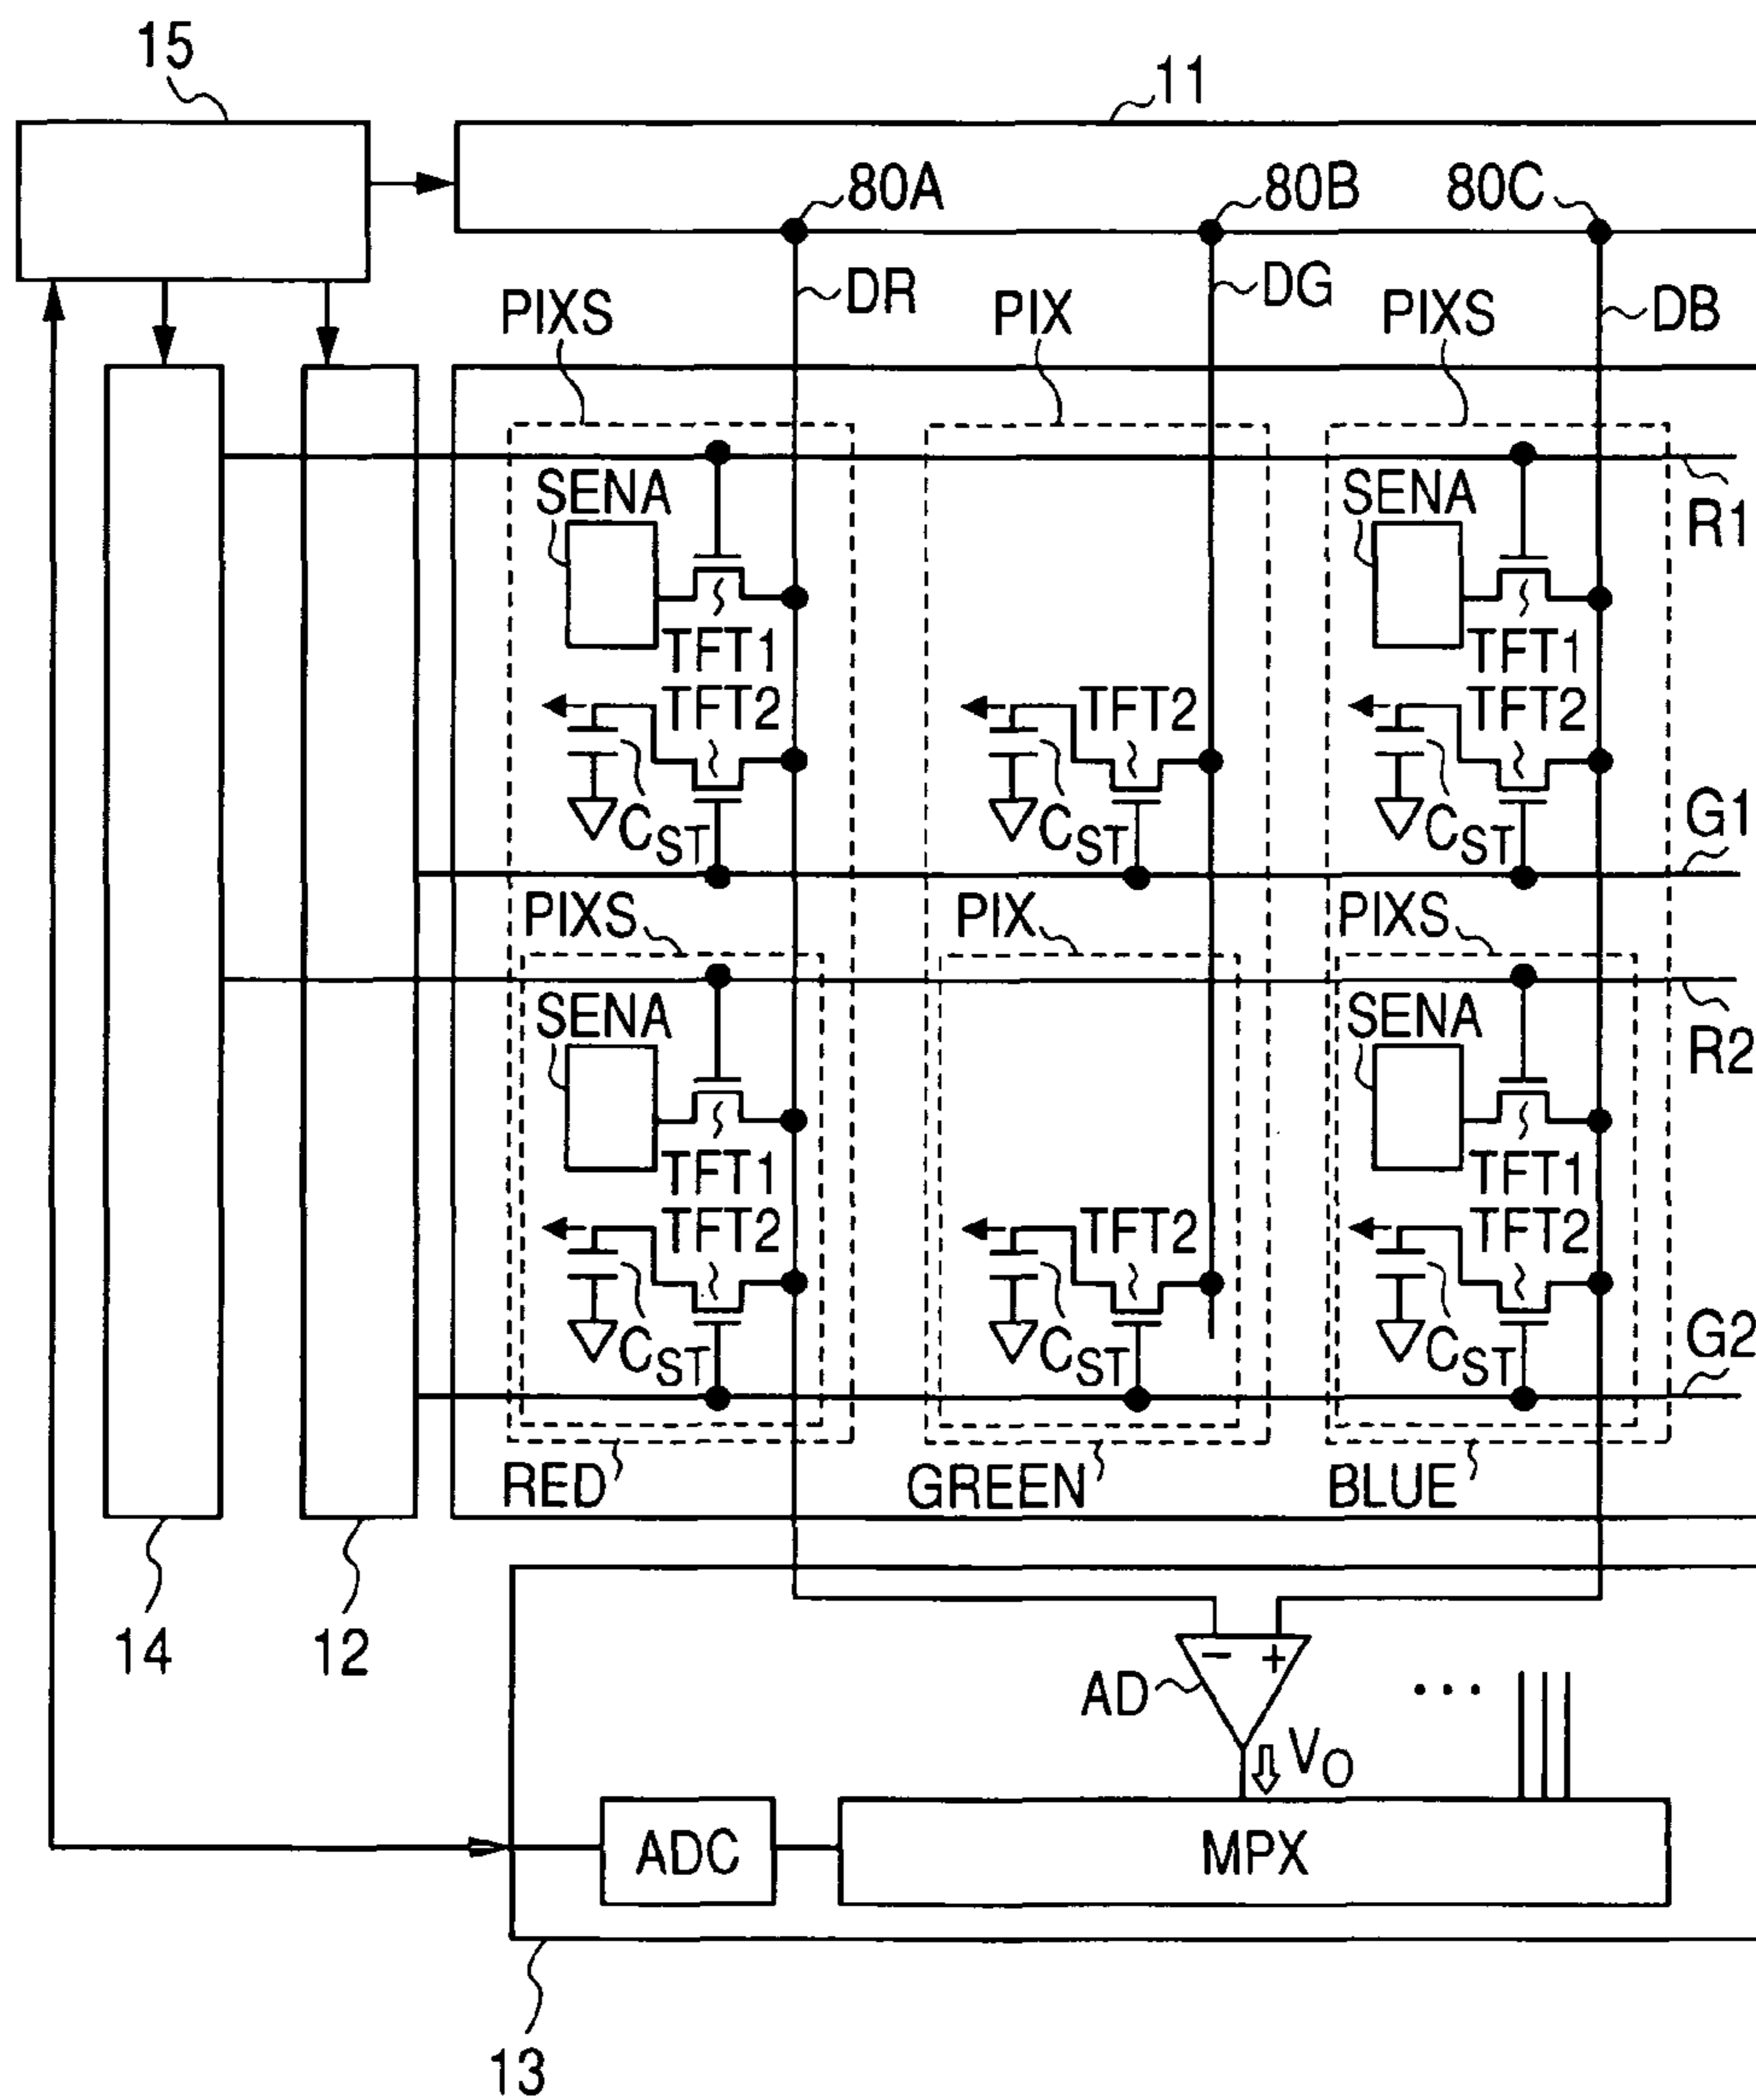 15
11
80A
80B
80C
DR
DG
DB
PIXS
PIX
PIXS
SENA
SENA
R1
TFT1
TFT1
TFT2
TFT2
TFT2
CST
CST
CST
G1
PIXS
PIX
PIXS
SENA
SENA
R2
TFT1
TFT1
TFT2
TFT2
TFT2
CST
CST
CST
G2
RED
GREEN
BLUE
14
12
− +
AD
...
VO
ADC
MPX
13